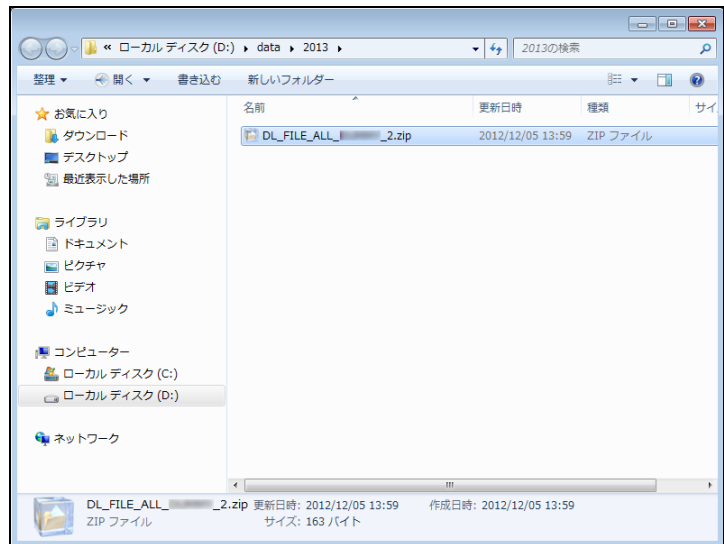 « ローカル ディスク (D:) ▸ data ▸ 2013 ▸
2013の検索
整理 ▼ 開く ▼ 書き込む 新しいフォルダー
名前 更新日時 種類 サイ
お気に入り
ダウンロード
デスクトップ
最近表示した場所
ライブラリ
ドキュメント
ピクチャ
ビデオ
ミュージック
コンピューター
ローカル ディスク (C:)
ローカル ディスク (D:)
ネットワーク
DL_FILE_ALL_ _2.zip 2012/12/05 13:59 ZIP ファイル
DL_FILE_ALL_ _2.zip 更新日時: 2012/12/05 13:59 作成日時: 2012/12/05 13:59
ZIP ファイル サイズ: 163 バイト